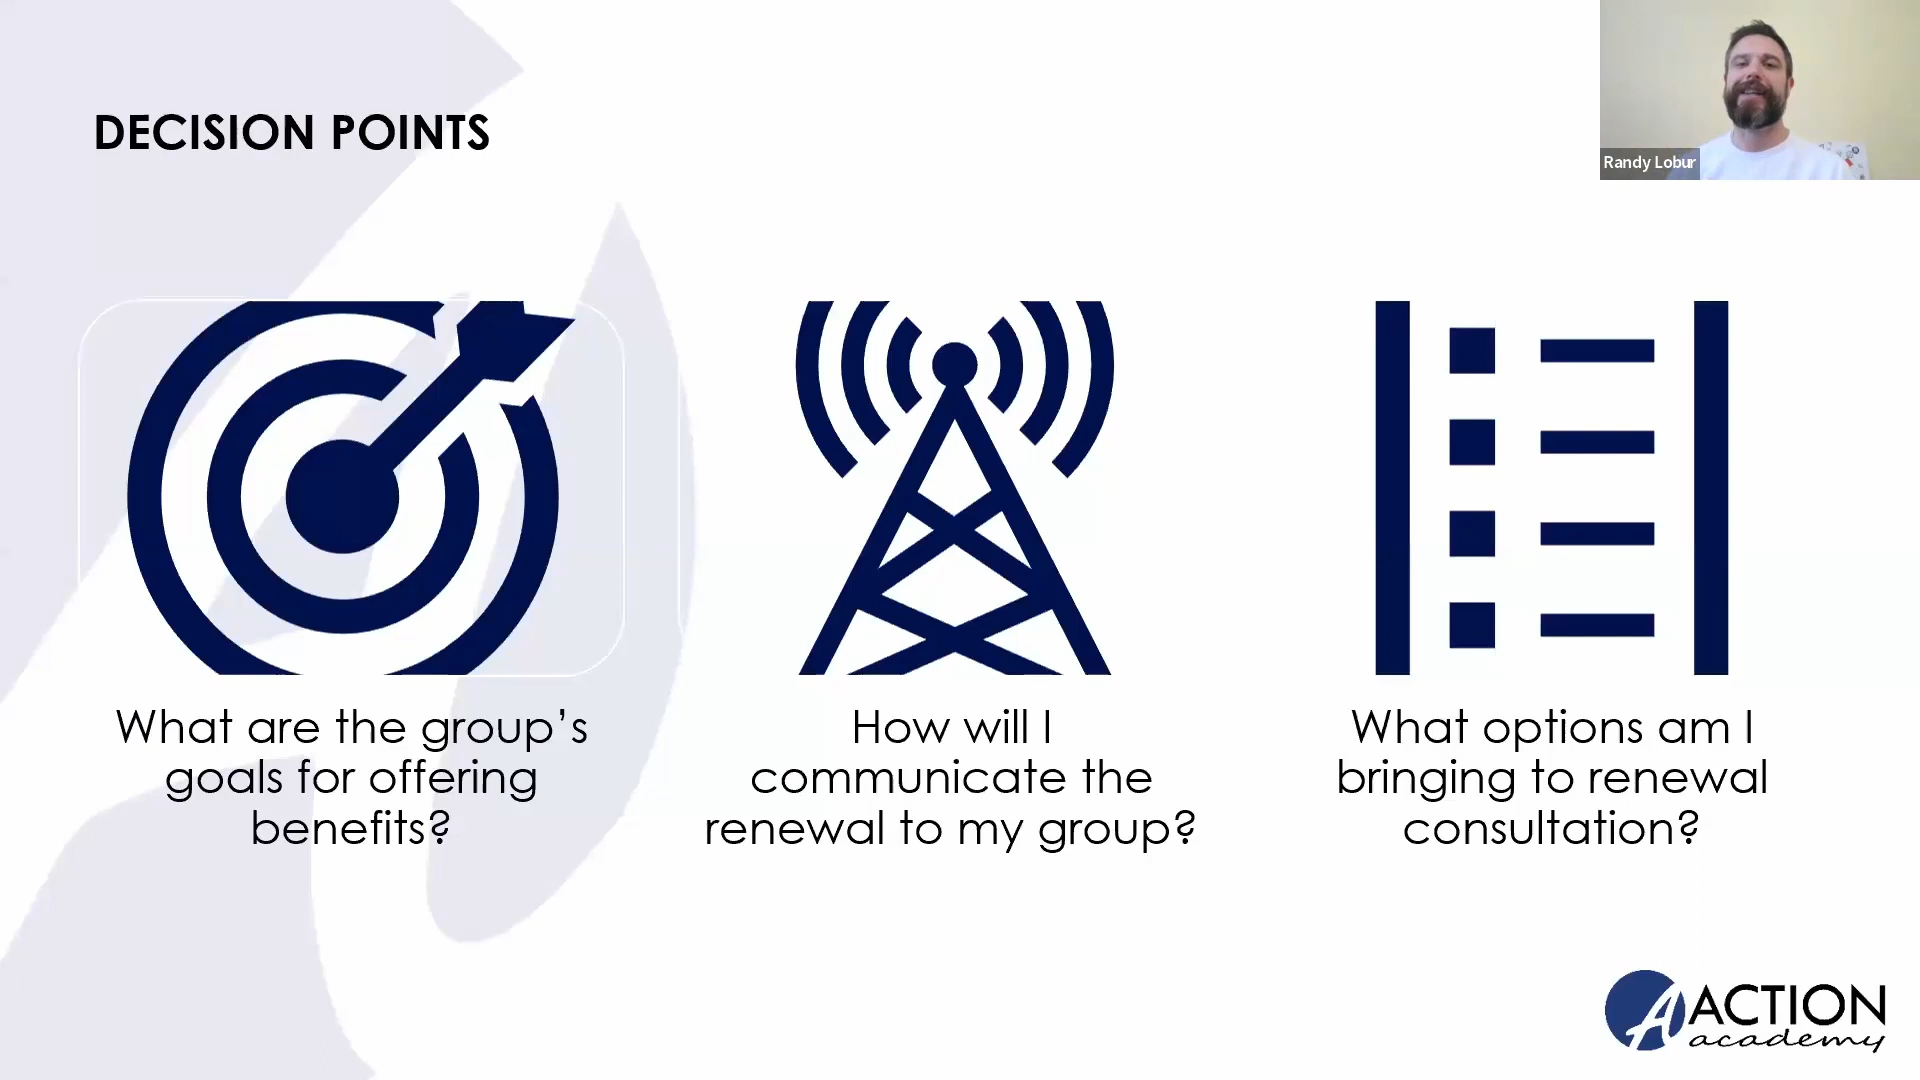 DECISION POINTS
Randy Lobur
What are the group’s
goals for offering
benefits?
How will I
communicate the
renewal to my group?
What options am I
bringing to renewal
consultation?
A ACTION
academy